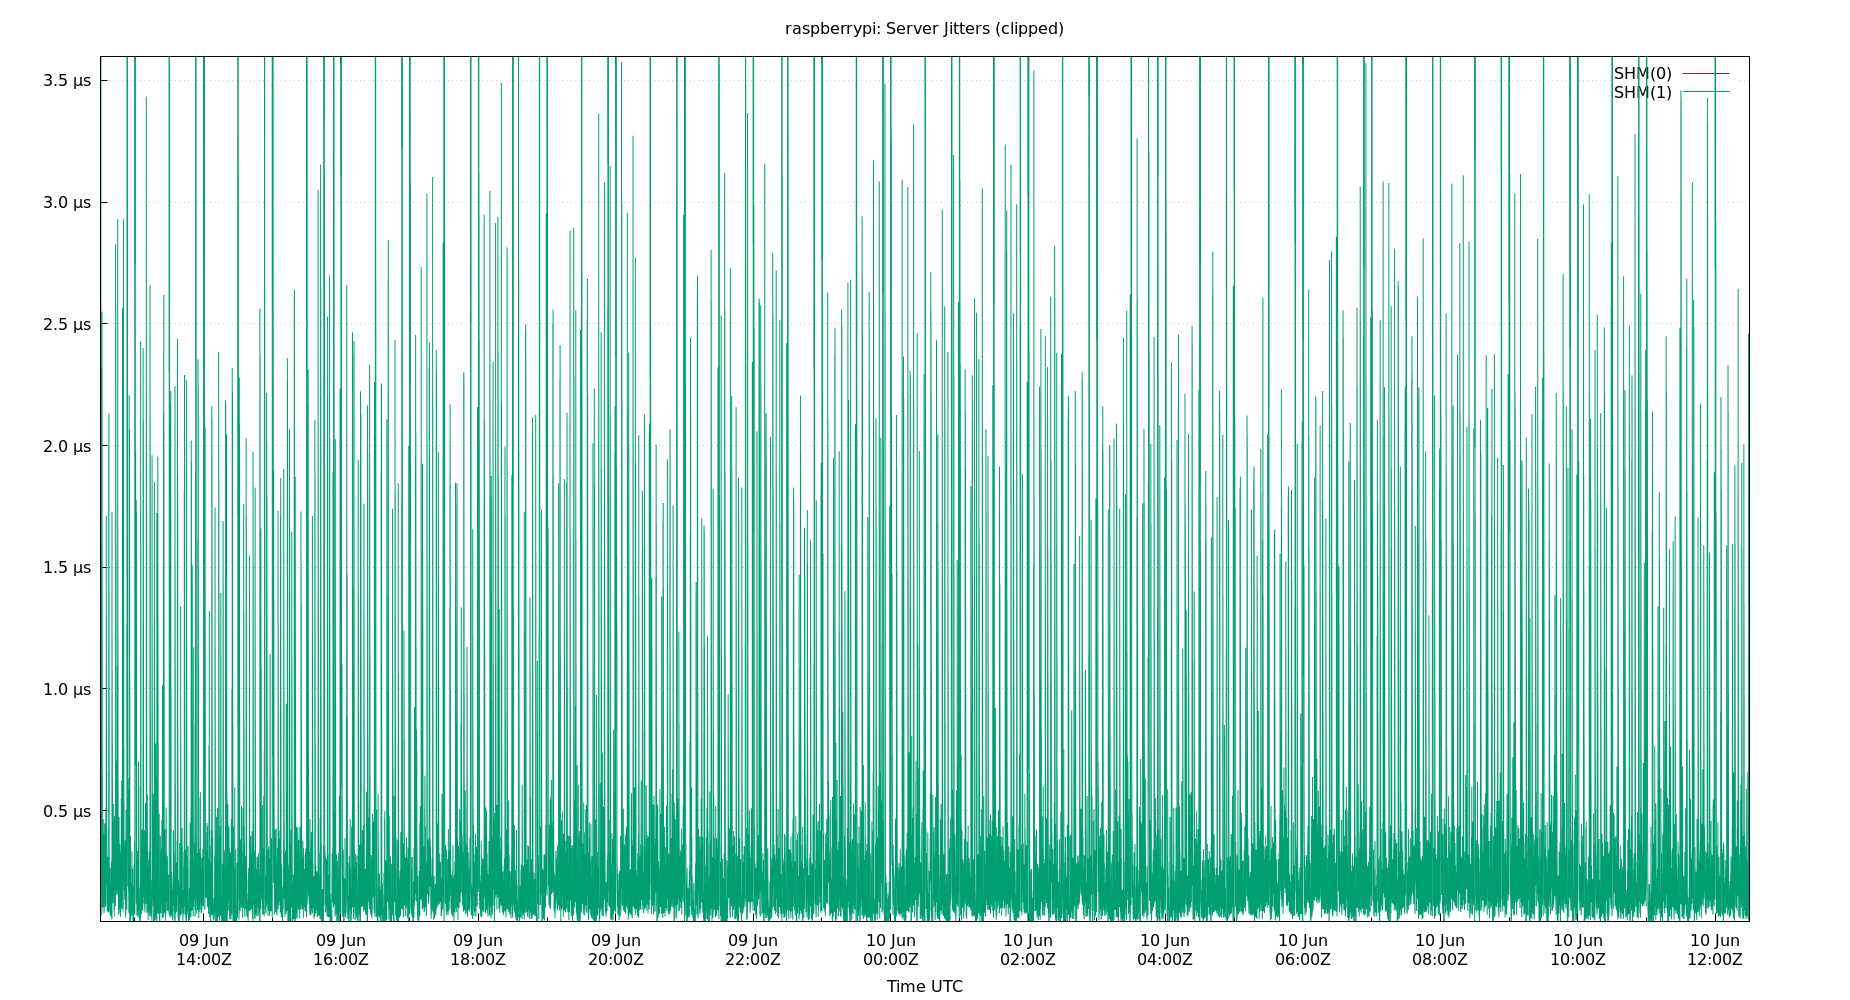 raspberrypi: Server Jitters (clipped)
SHM(0)
SHM(1)
3.5 µs
3.0 µs
2.5 µs
2.0 µs
1.5 µs
1.0 µs
0.5 µs
09 Jun 09 Jun 09 Jun 09 Jun 09 Jun 10 Jun 10 Jun 10 Jun 10 Jun 10 Jun 10 Jun 10 Jun
14:00Z 16:00Z 18:00Z 20:00Z 22:00Z 00:00Z 02:00Z 04:00Z 06:00Z 08:00Z 10:00Z 12:00Z
Time UTC